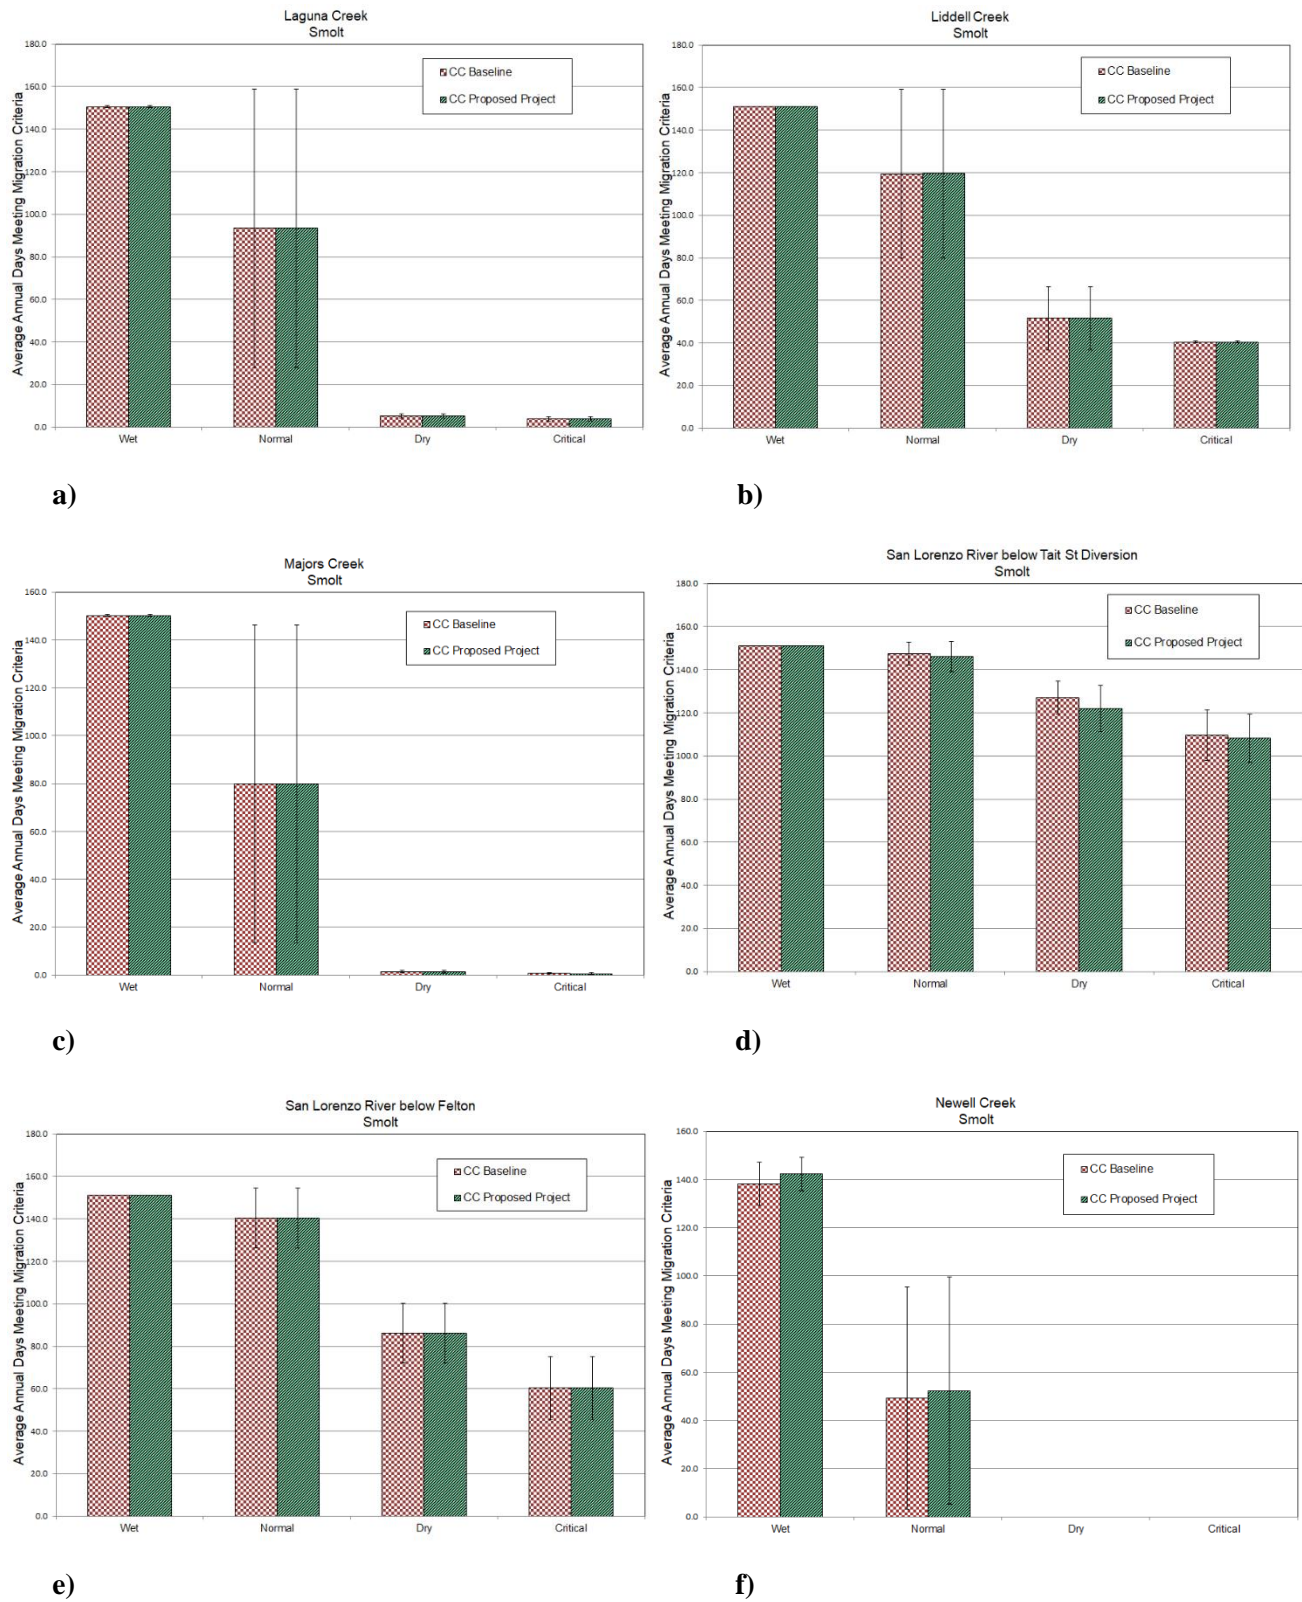 Laguna Creek
Smolt
Average Annual Days Meeting Migration Criteria
180.0
160.0
140.0
120.0
100.0
80.0
60.0
40.0
20.0
0.0
CC Baseline
CC Proposed Project
Wet Normal Dry Critical
a)
Liddell Creek
Smolt
Average Annual Days Meeting Migration Criteria
180.0
160.0
140.0
120.0
100.0
80.0
60.0
40.0
20.0
0.0
CC Baseline
CC Proposed Project
Wet Normal Dry Critical
b)
Majors Creek
Smolt
Average Annual Days Meeting Migration Criteria
160.0
140.0
120.0
100.0
80.0
60.0
40.0
20.0
0.0
CC Baseline
CC Proposed Project
Wet Normal Dry Critical
c)
San Lorenzo River below Tait St Diversion
Smolt
Average Annual Days Meeting Migration Criteria
180.0
160.0
140.0
120.0
100.0
80.0
60.0
40.0
20.0
0.0
CC Baseline
CC Proposed Project
Wet Normal Dry Critical
d)
San Lorenzo River below Felton
Smolt
Average Annual Days Meeting Migration Criteria
180.0
160.0
140.0
120.0
100.0
80.0
60.0
40.0
20.0
0.0
CC Baseline
CC Proposed Project
Wet Normal Dry Critical
e)
Newell Creek
Smolt
Average Annual Days Meeting Migration Criteria
160.0
140.0
120.0
100.0
80.0
60.0
40.0
20.0
0.0
CC Baseline
CC Proposed Project
Wet Normal Dry Critical
f)